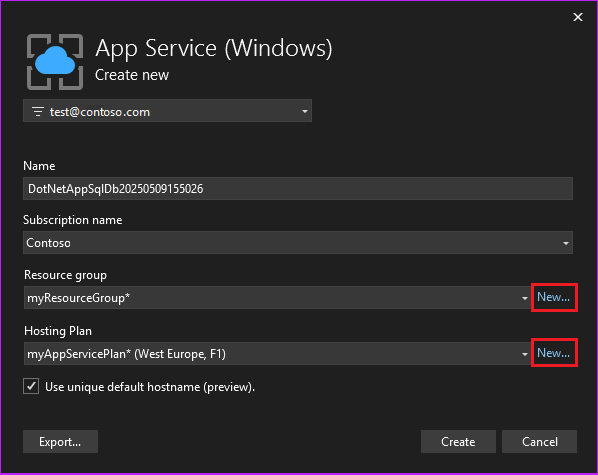 App Service (Windows)
Create new
test@contoso.com
Name
DotNetAppSqlDb20250509155026
Subscription name
Contoso
Resource group
myResourceGroup*
New...
Hosting Plan
myAppServicePlan* (West Europe, F1)
New...
Use unique default hostname (preview).
Export...
Create
Cancel